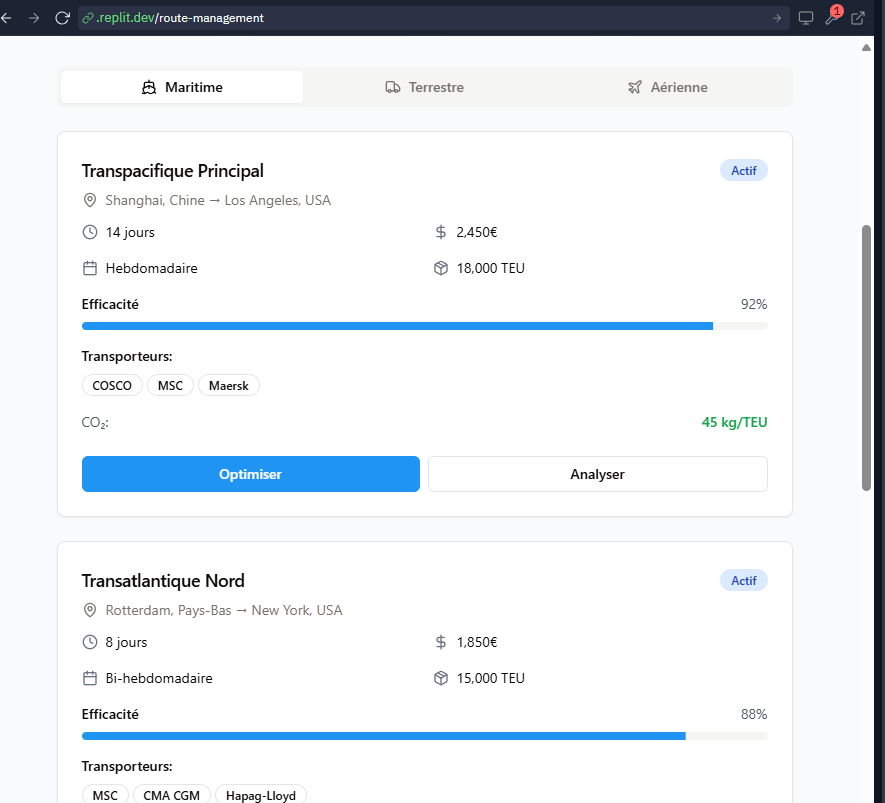 .replit.dev/route-management
1
Maritime
Terrestre
Aérienne
Transpacifique Principal
Actif
Shanghai, Chine → Los Angeles, USA
14 jours
2,450€
Hebdomadaire
18,000 TEU
Efficacité
92%
Transporteurs:
COSCO
MSC
Maersk
CO₂:
45 kg/TEU
Optimiser
Analyser
Transatlantique Nord
Actif
Rotterdam, Pays-Bas → New York, USA
8 jours
1,850€
Bi-hebdomadaire
15,000 TEU
Efficacité
88%
Transporteurs:
MSC
CMA CGM
Hapag-Lloyd